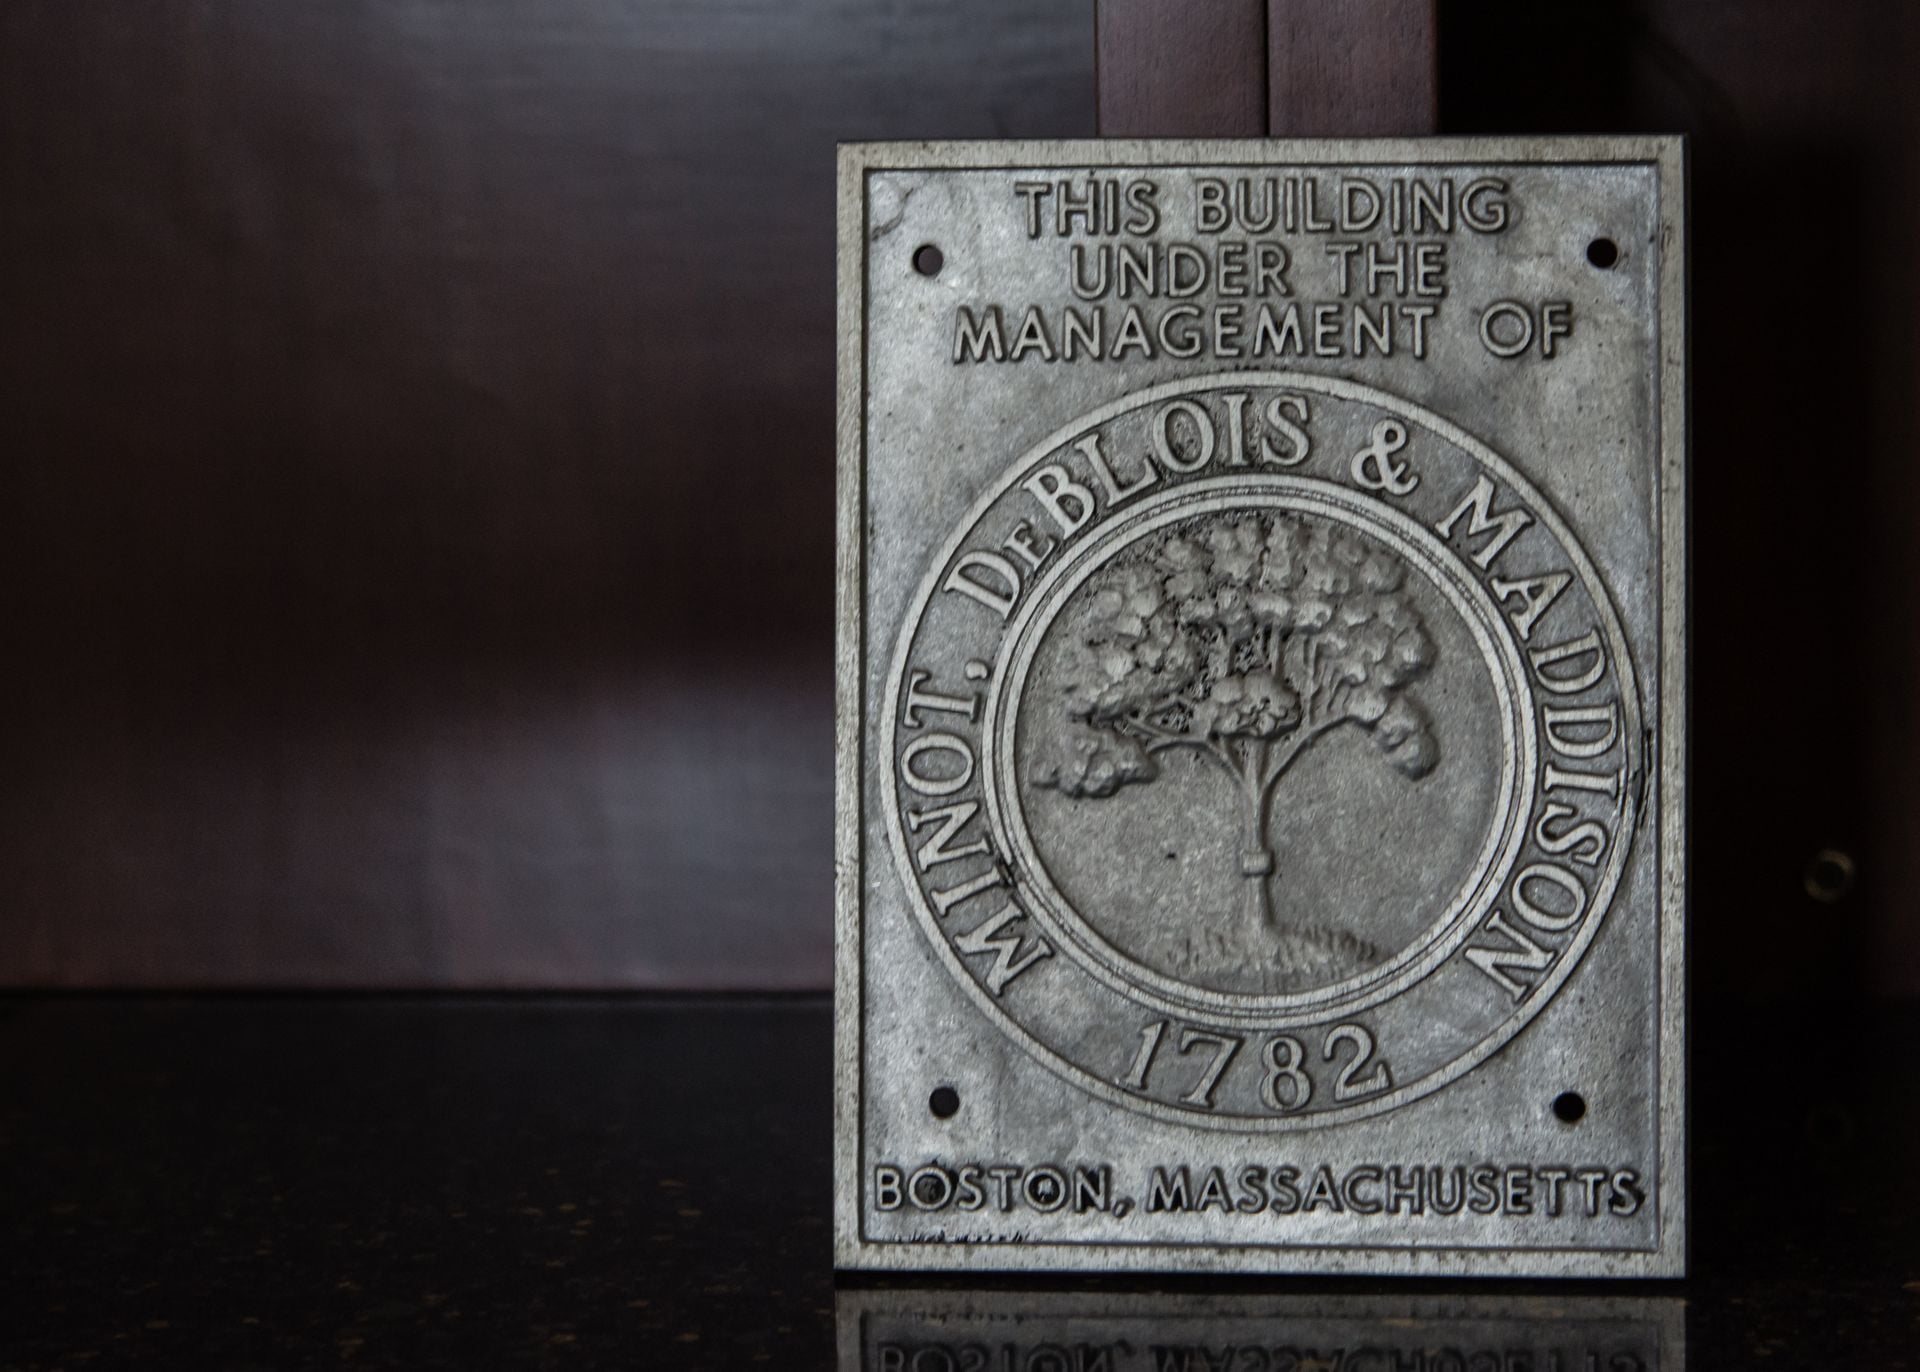 THIS BUILDING
UNDER THE
MANAGEMENT OF
MINOT, DeBLOIS & MADDISON
1782
BOSTON, MASSACHUSETTS